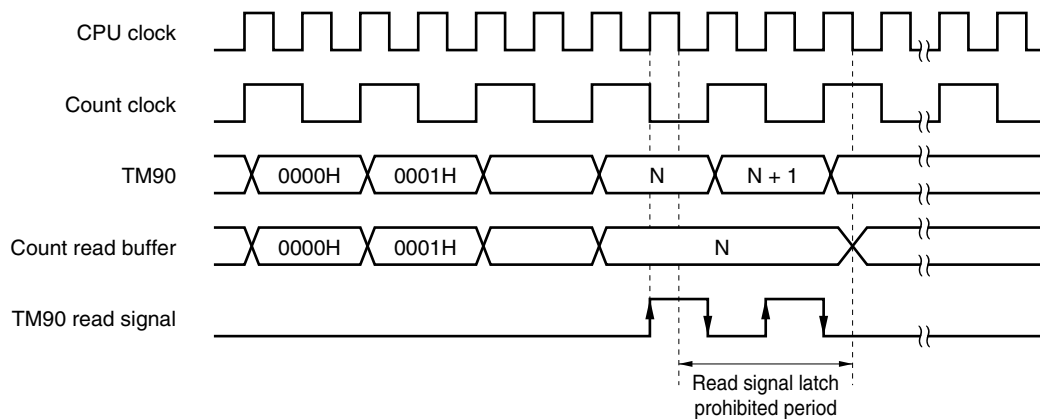 CPU clock
Count clock
TM90
0000H
0001H
N
N + 1
Count read buffer
0000H
0001H
N
TM90 read signal
Read signal latch
prohibited period